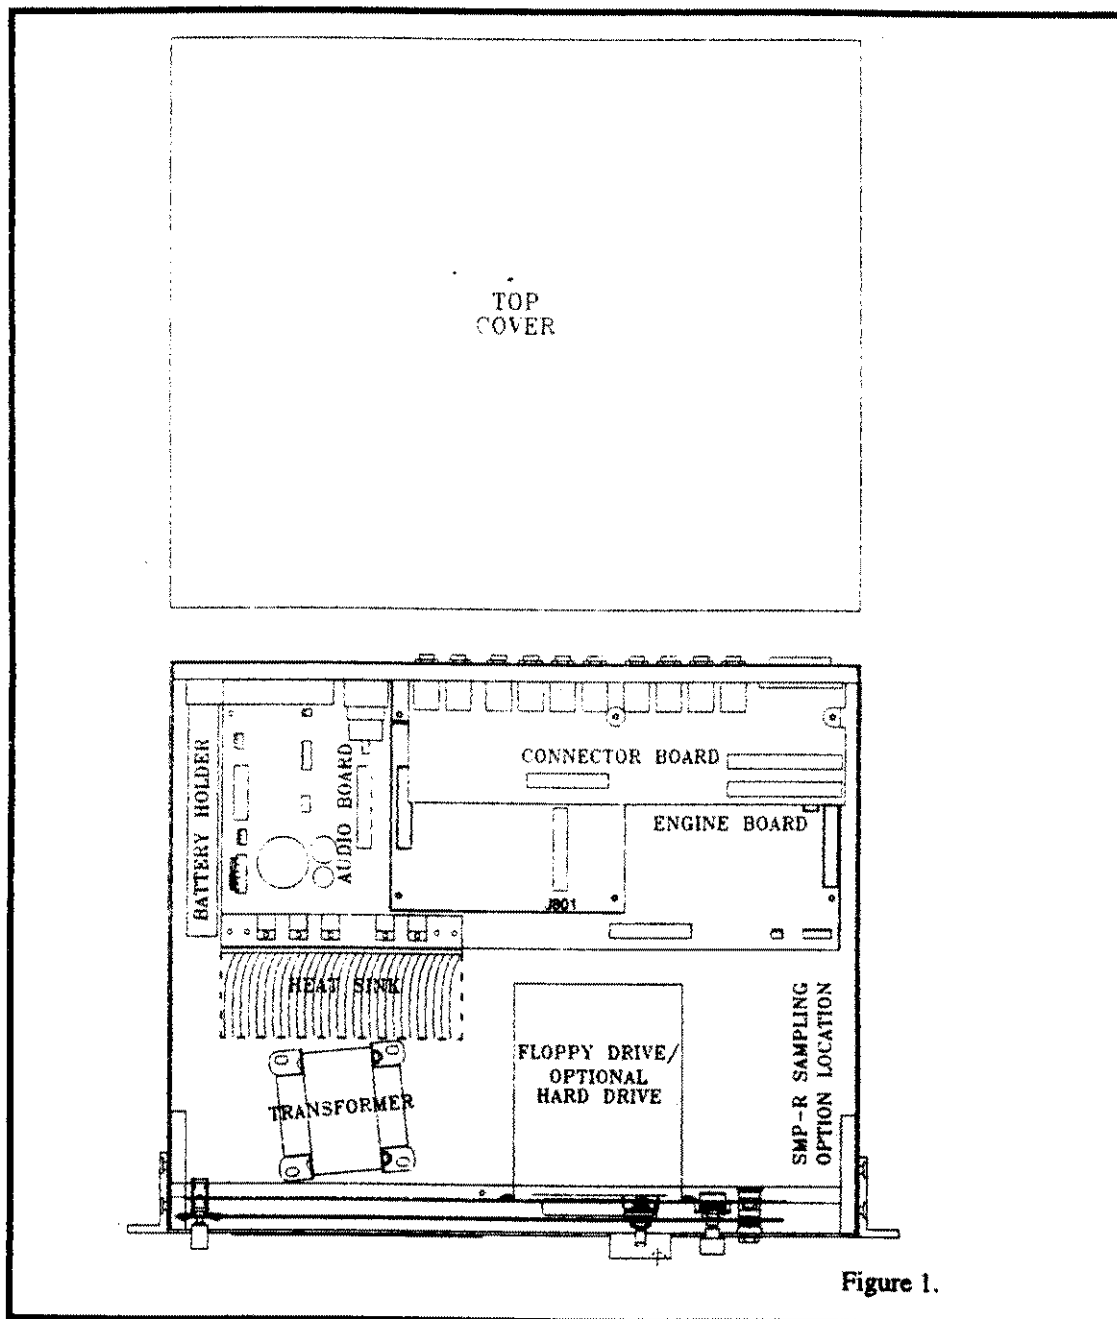 TOP
COVER
BATTERY HOLDER
AUDIO BOARD
CONNECTOR BOARD
ENGINE BOARD
J801
HEAT SINK
TRANSFORMER
FLOPPY DRIVE/
OPTIONAL
HARD DRIVE
SMP-R SAMPLING
OPTION LOCATION
Figure 1.